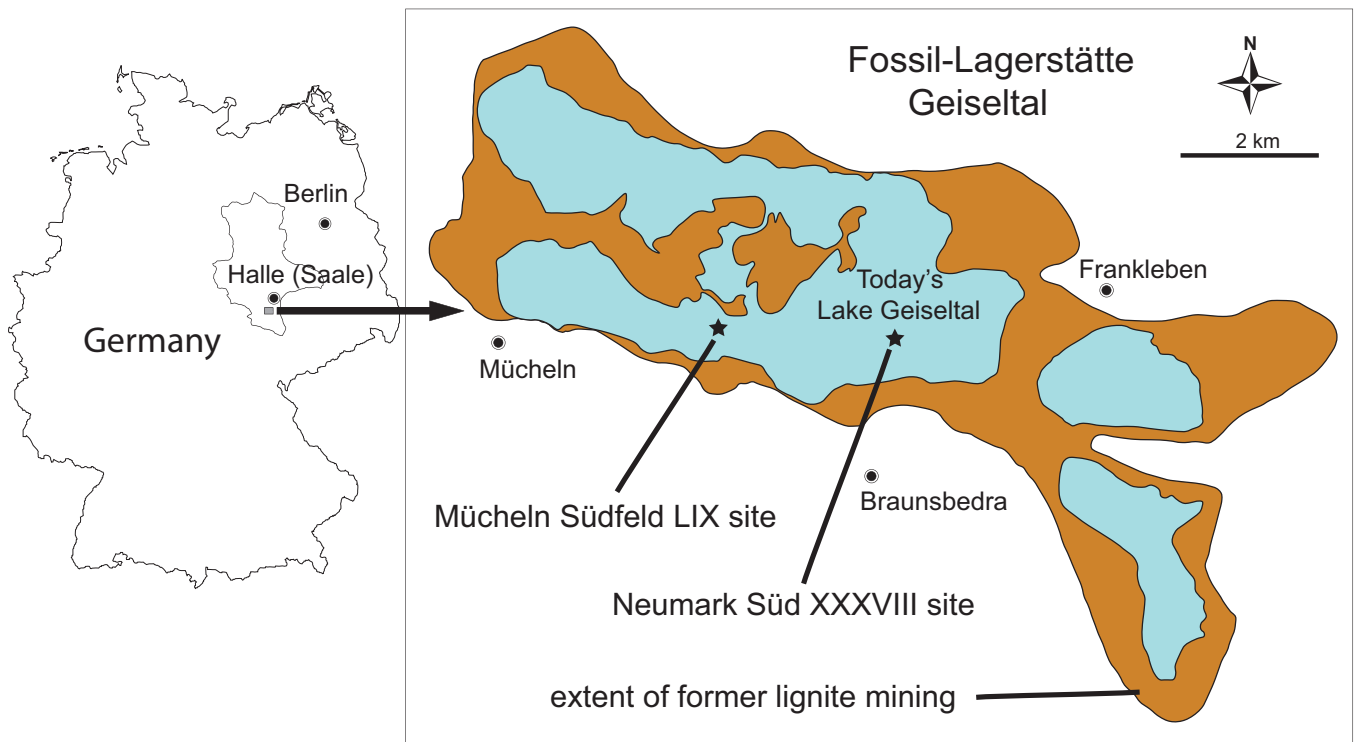 Berlin
Halle (Saale)
Germany
Fossil-Lagerstätte
Geiseltal
N
2 km
Frankleben
Today's
Lake Geiseltal
Mücheln
Braunsbedra
Mücheln Südfeld LIX site
Neumark Süd XXXVIII site
extent of former lignite mining